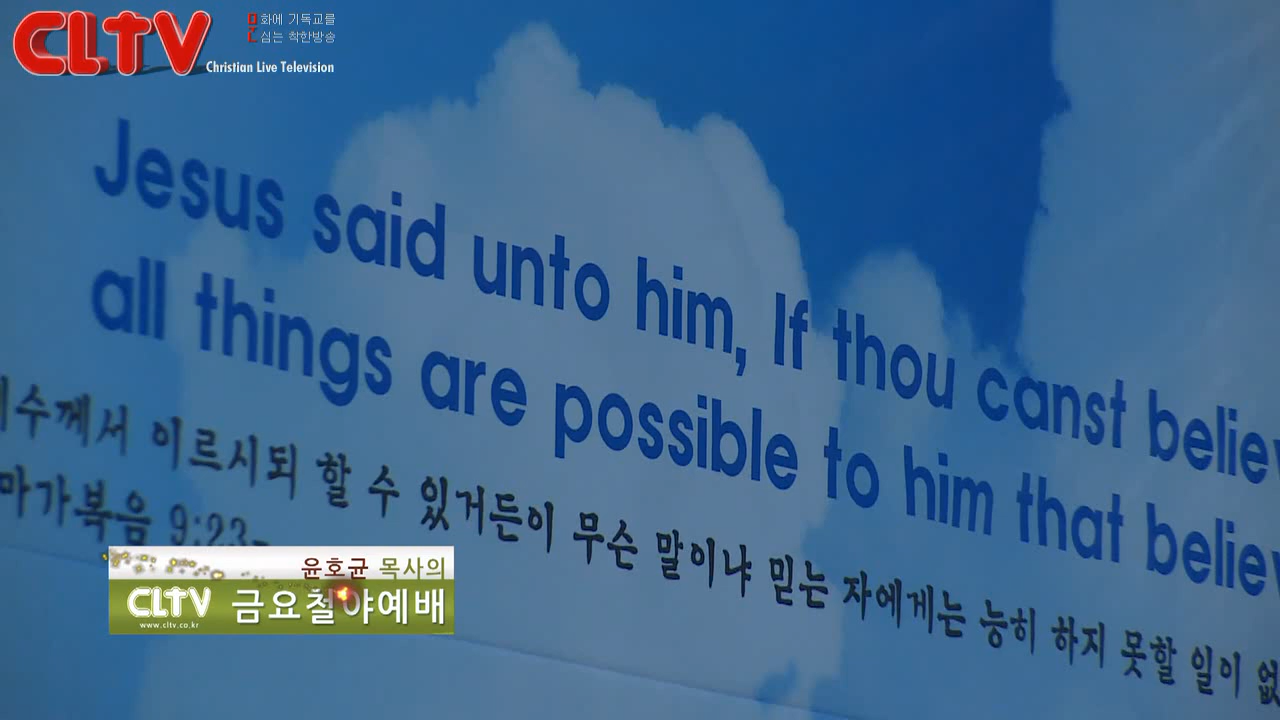 CLTV
문화에 기독교를
심는 착한방송
Christian Live Television
Jesus said unto him, If thou canst believ
all things are possible to him that believ
예수께서 이르시되 할 수 있거든이 무슨 말이냐 믿는 자에게는 능히 하지 못할 일이 없
마가복음 9:23-
윤호균 목사의
CLTV 금요철야예배
www.cltv.co.kr